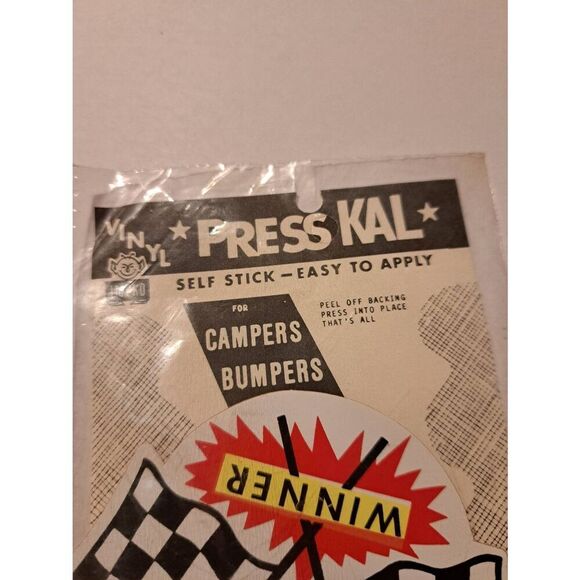 VINYL
★ PRESS KAL ★
SELF STICK — EASY TO APPLY
FOR
CAMPERS
BUMPERS
PEEL OFF BACKING
PRESS INTO PLACE
THAT'S ALL
WINNER